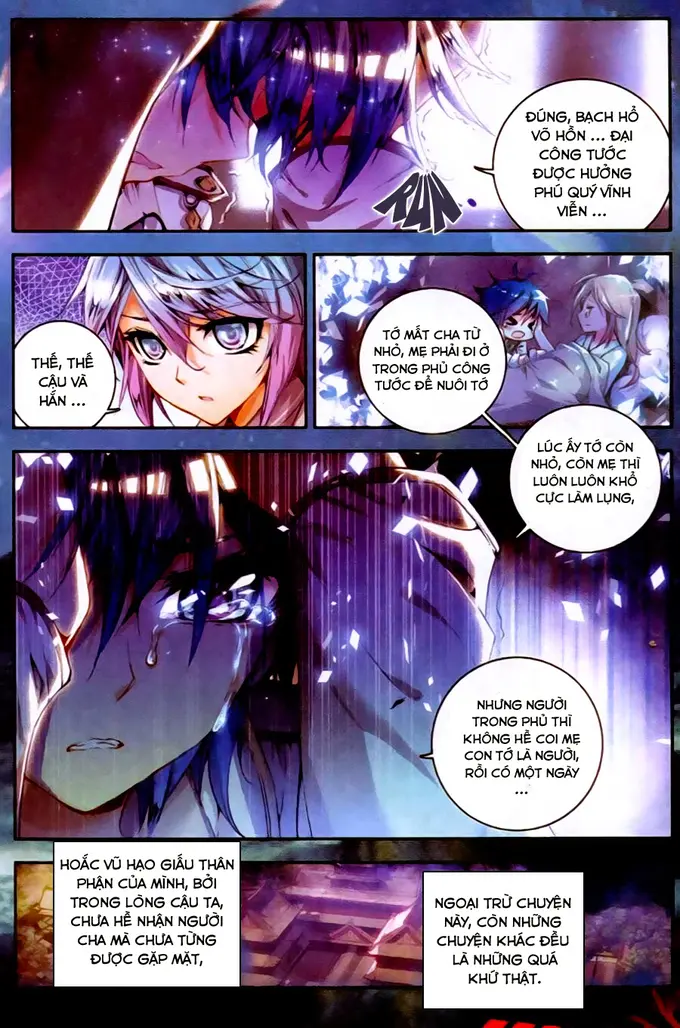 ĐÚNG, BẠCH HỔ
VÕ HỒN ... ĐẠI
CÔNG TƯỚC
ĐƯỢC HƯỞNG
PHÚ QUÝ VĨNH
VIỄN ...
RUN
THẾ, THẾ
CẬU VÀ
HẮN ...
TỚ MẤT CHA TỪ
NHỎ, MẸ PHẢI ĐI Ở
TRONG PHỦ CÔNG
TƯỚC ĐỂ NUÔI TỚ
LÚC ẤY TỚ CÒN
NHỎ, CÒN MẸ THÌ
LUÔN LUÔN KHỔ
CỰC LÀM LỤNG,
NHƯNG NGƯỜI
TRONG PHỦ THÌ
KHÔNG HỀ COI MẸ
CON TỚ LÀ NGƯỜI,
RỒI CÓ MỘT NGÀY
...
HOẮC VŨ HẠO GIẤU THÂN
PHẬN CỦA MÌNH, BỞI
TRONG LÒNG CẬU TA,
CHƯA HỀ NHẬN NGƯỜI
CHA MÀ CHƯA TỪNG
ĐƯỢC GẶP MẶT,
NGOẠI TRỪ CHUYỆN
NÀY, CÒN NHỮNG
CHUYỆN KHÁC ĐỀU
LÀ NHỮNG QUÁ
KHỨ THẬT.